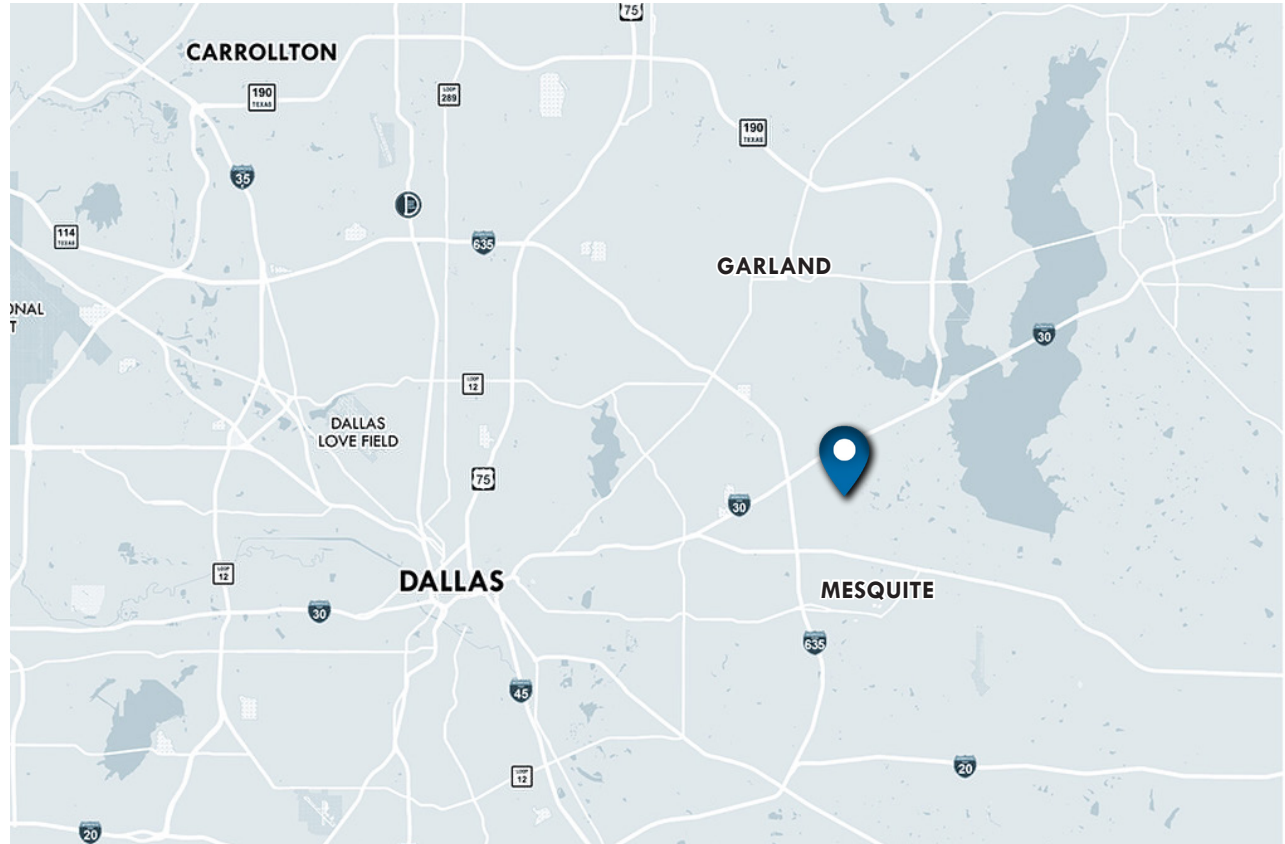 75
CARROLLTON
190
TEXAS
LOOP
289
190
TEXAS
35
114
TEXAS
635
GARLAND
ONAL
T
30
LOOP
12
DALLAS
LOVE FIELD
75
30
LOOP
12
DALLAS
MESQUITE
30
635
45
LOOP
12
20
20